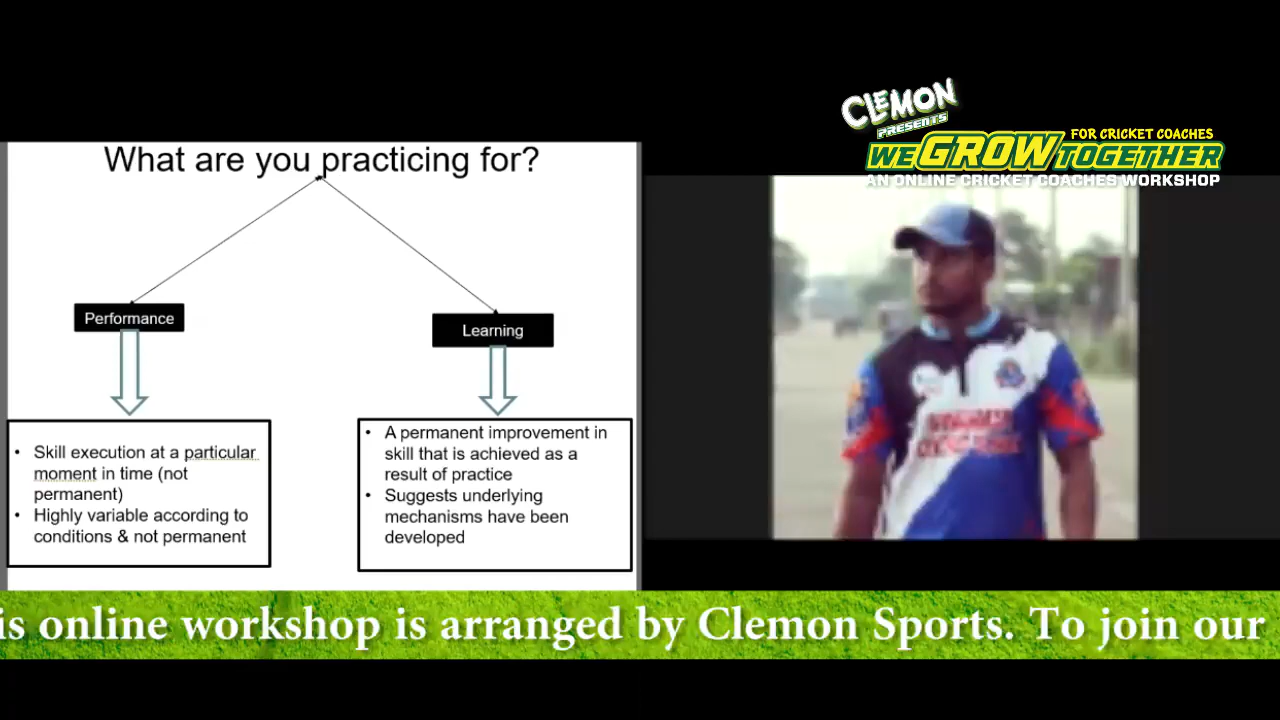 CLEMON
PRESENTS
FOR CRICKET COACHES
WE GROW TOGETHER
AN ONLINE CRICKET COACHES WORKSHOP
What are you practicing for?
Performance
Learning
• Skill execution at a particular
moment in time (not
permanent)
• Highly variable according to
conditions & not permanent
• A permanent improvement in
skill that is achieved as a
result of practice
• Suggests underlying
mechanisms have been
developed
is online workshop is arranged by Clemon Sports. To join our